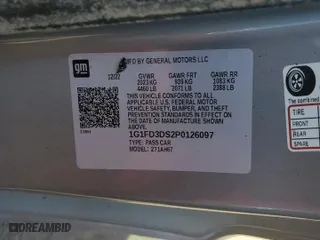 gm
MFD BY GENERAL MOTORS LLC
12/22 GVWR GAWR FRT GAWR RR
2023 KG 939 KG 1083 KG
4460 LB 2071 LB 2388 LB
THIS VEHICLE CONFORMS TO ALL
APPLICABLE U.S. FEDERAL MOTOR VEHICLE
SAFETY, BUMPER, AND THEFT
PREVENTION STANDARDS IN EFFECT ON
THE DATE OF MANUFACTURE SHOWN ABOVE.
1G1FD3DS2P0126097
TYPE: PASS CAR
MODEL: 271AH67
TIRE
FRONT
REAR
DREAMBID